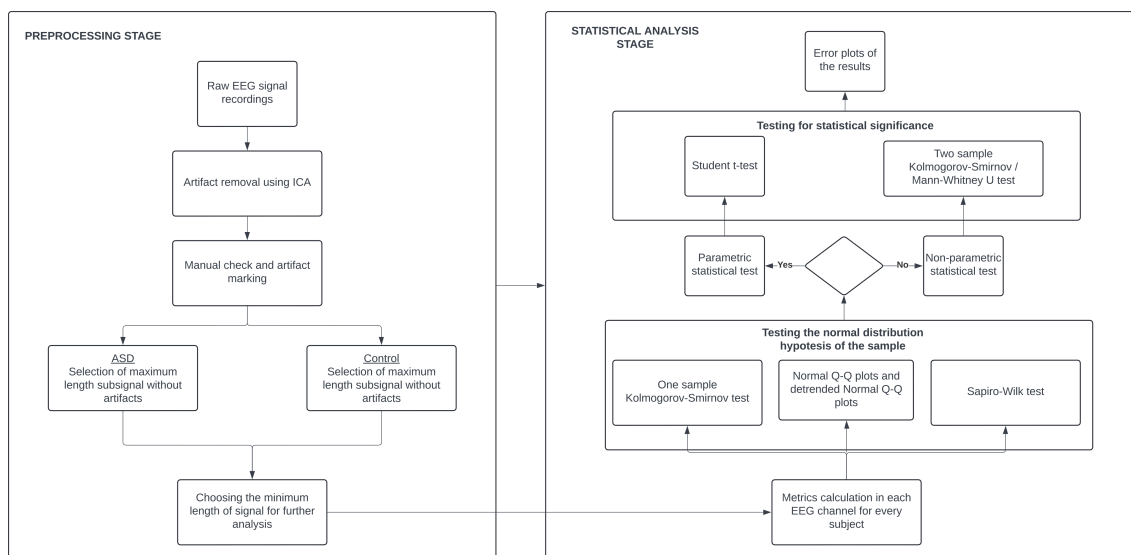 PREPROCESSING STAGE
Raw EEG signal
recordings
Artifact removal using ICA
Manual check and artifact
marking
ASD
Selection of maximum
length subsignal without
artifacts
Control
Selection of maximum
length subsignal without
artifacts
Choosing the minimum
length of signal for further
analysis
STATISTICAL ANALYSIS
STAGE
Error plots of
the results
Testing for statistical significance
Student t-test
Two sample
Kolmogorov-Smirnov /
Mann-Whitney U test
Parametric
statistical test
Yes
No
Non-parametric
statistical test
Testing the normal distribution
hypotesis of the sample
One sample
Kolmogorov-Smirnov test
Normal Q-Q plots and
detrended Normal Q-Q
plots
Sapiro-Wilk test
Metrics calculation in each
EEG channel for every
subject